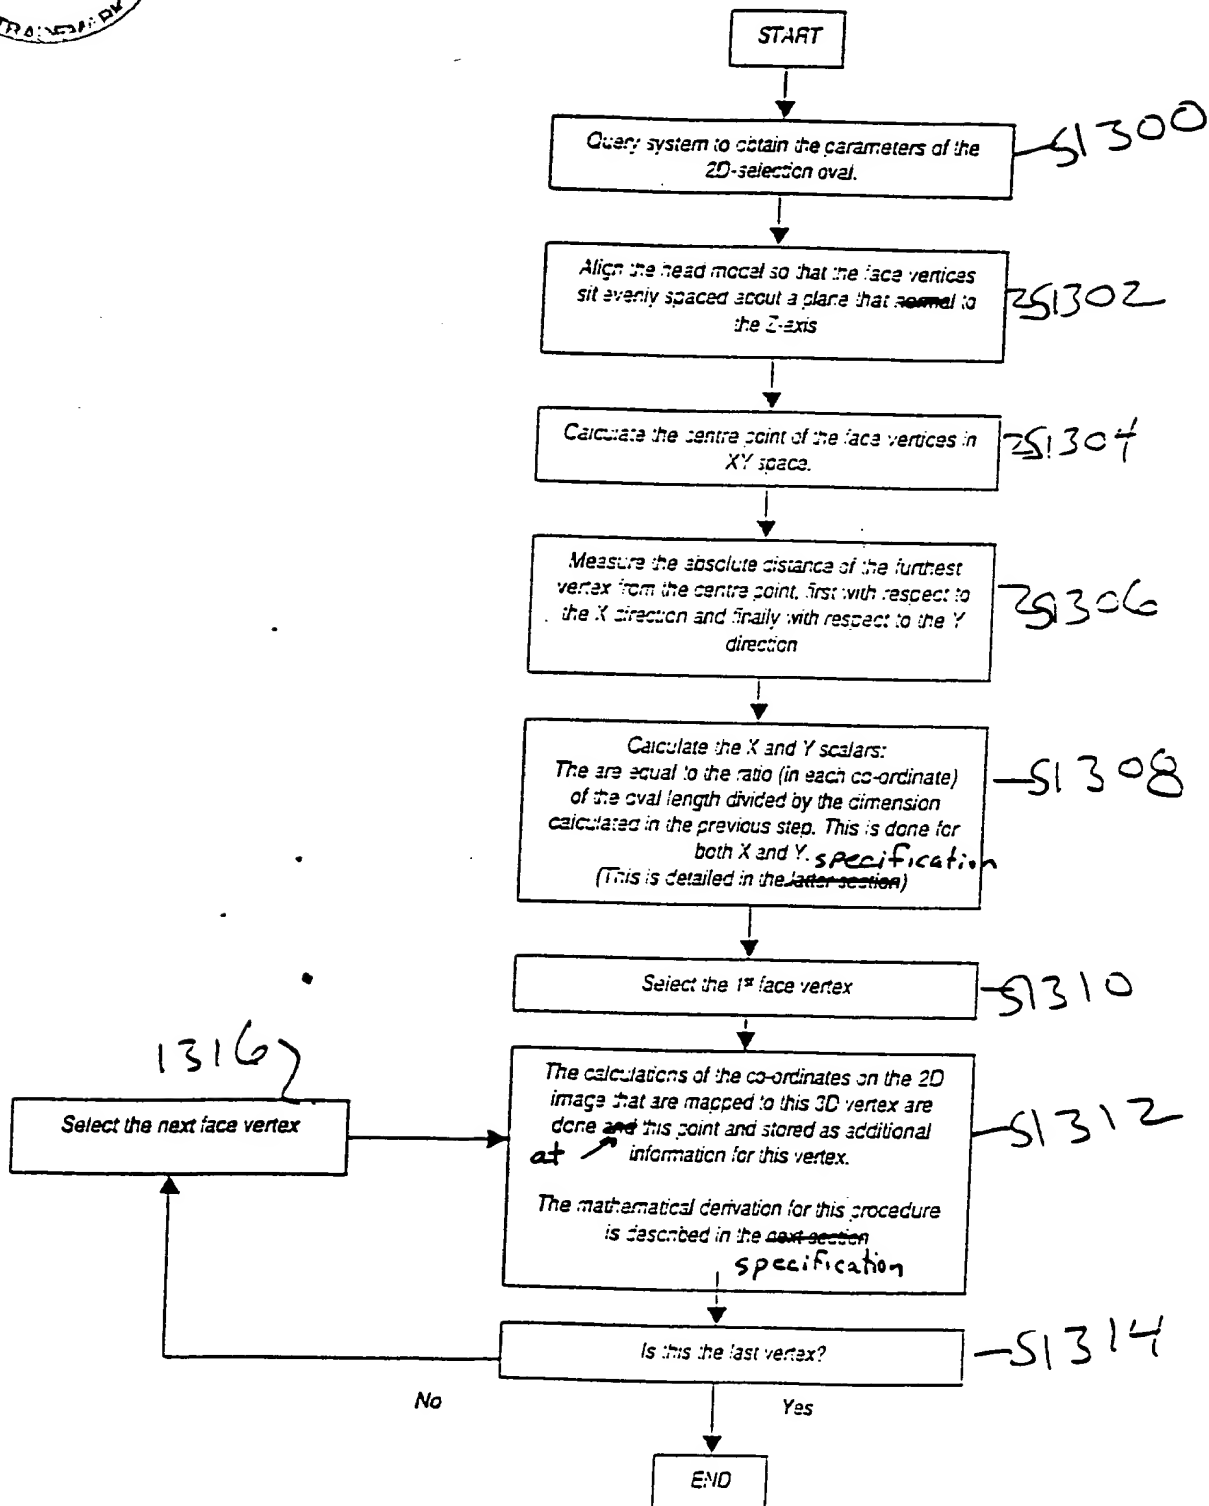 TRADEMARK
START
Query system to obtain the parameters of the
2D-selection oval.
S1300
Align the head model so that the face vertices
sit evenly spaced about a plane that normal to
the Z-axis
S1302
Calculate the centre point of the face vertices in
XY space.
S1304
Measure the absolute distance of the furthest
vertex from the centre point, first with respect to
the X direction and finally with respect to the Y
direction
S1306
Calculate the X and Y scalars:
The are equal to the ratio (in each co-ordinate)
of the oval length divided by the dimension
calculated in the previous step. This is done for
both X and Y. specification
(This is detailed in the latter section)
S1308
Select the 1st face vertex
S1310
1316
Select the next face vertex
The calculations of the co-ordinates on the 2D
image that are mapped to this 3D vertex are
done and this point and stored as additional
at
information for this vertex.
The mathematical derivation for this procedure
is described in the next section
specification
S1312
Is this the last vertex?
S1314
No
Yes
END